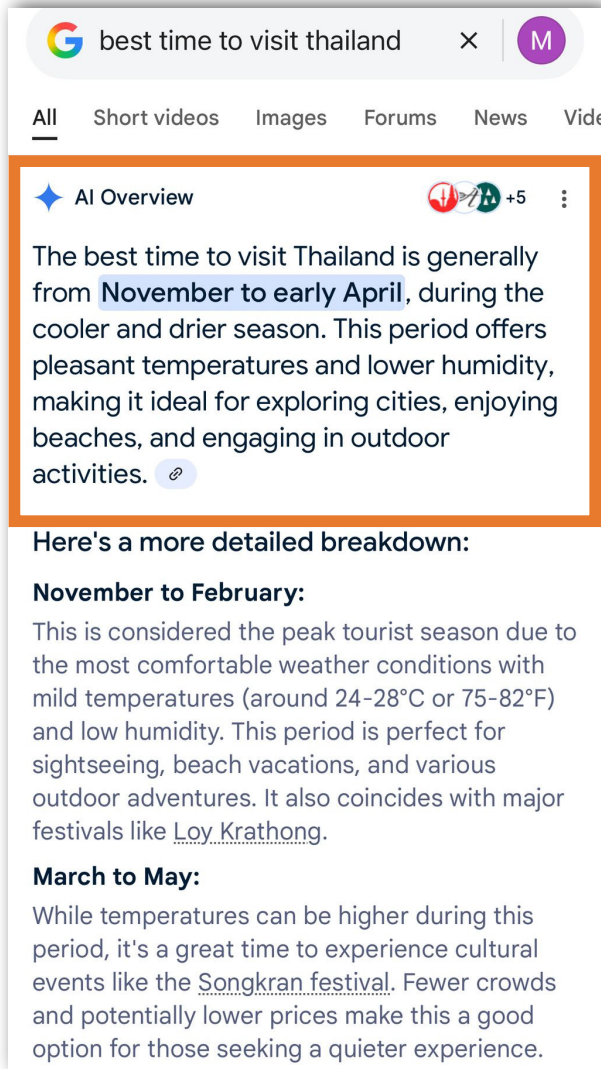 best time to visit thailand
M
All Short videos Images Forums News Vide
AI Overview
+5
The best time to visit Thailand is generally
from November to early April, during the
cooler and drier season. This period offers
pleasant temperatures and lower humidity,
making it ideal for exploring cities, enjoying
beaches, and engaging in outdoor
activities.
Here's a more detailed breakdown:
November to February:
This is considered the peak tourist season due to
the most comfortable weather conditions with
mild temperatures (around 24-28°C or 75-82°F)
and low humidity. This period is perfect for
sightseeing, beach vacations, and various
outdoor adventures. It also coincides with major
festivals like Loy Krathong.
March to May:
While temperatures can be higher during this
period, it's a great time to experience cultural
events like the Songkran festival. Fewer crowds
and potentially lower prices make this a good
option for those seeking a quieter experience.